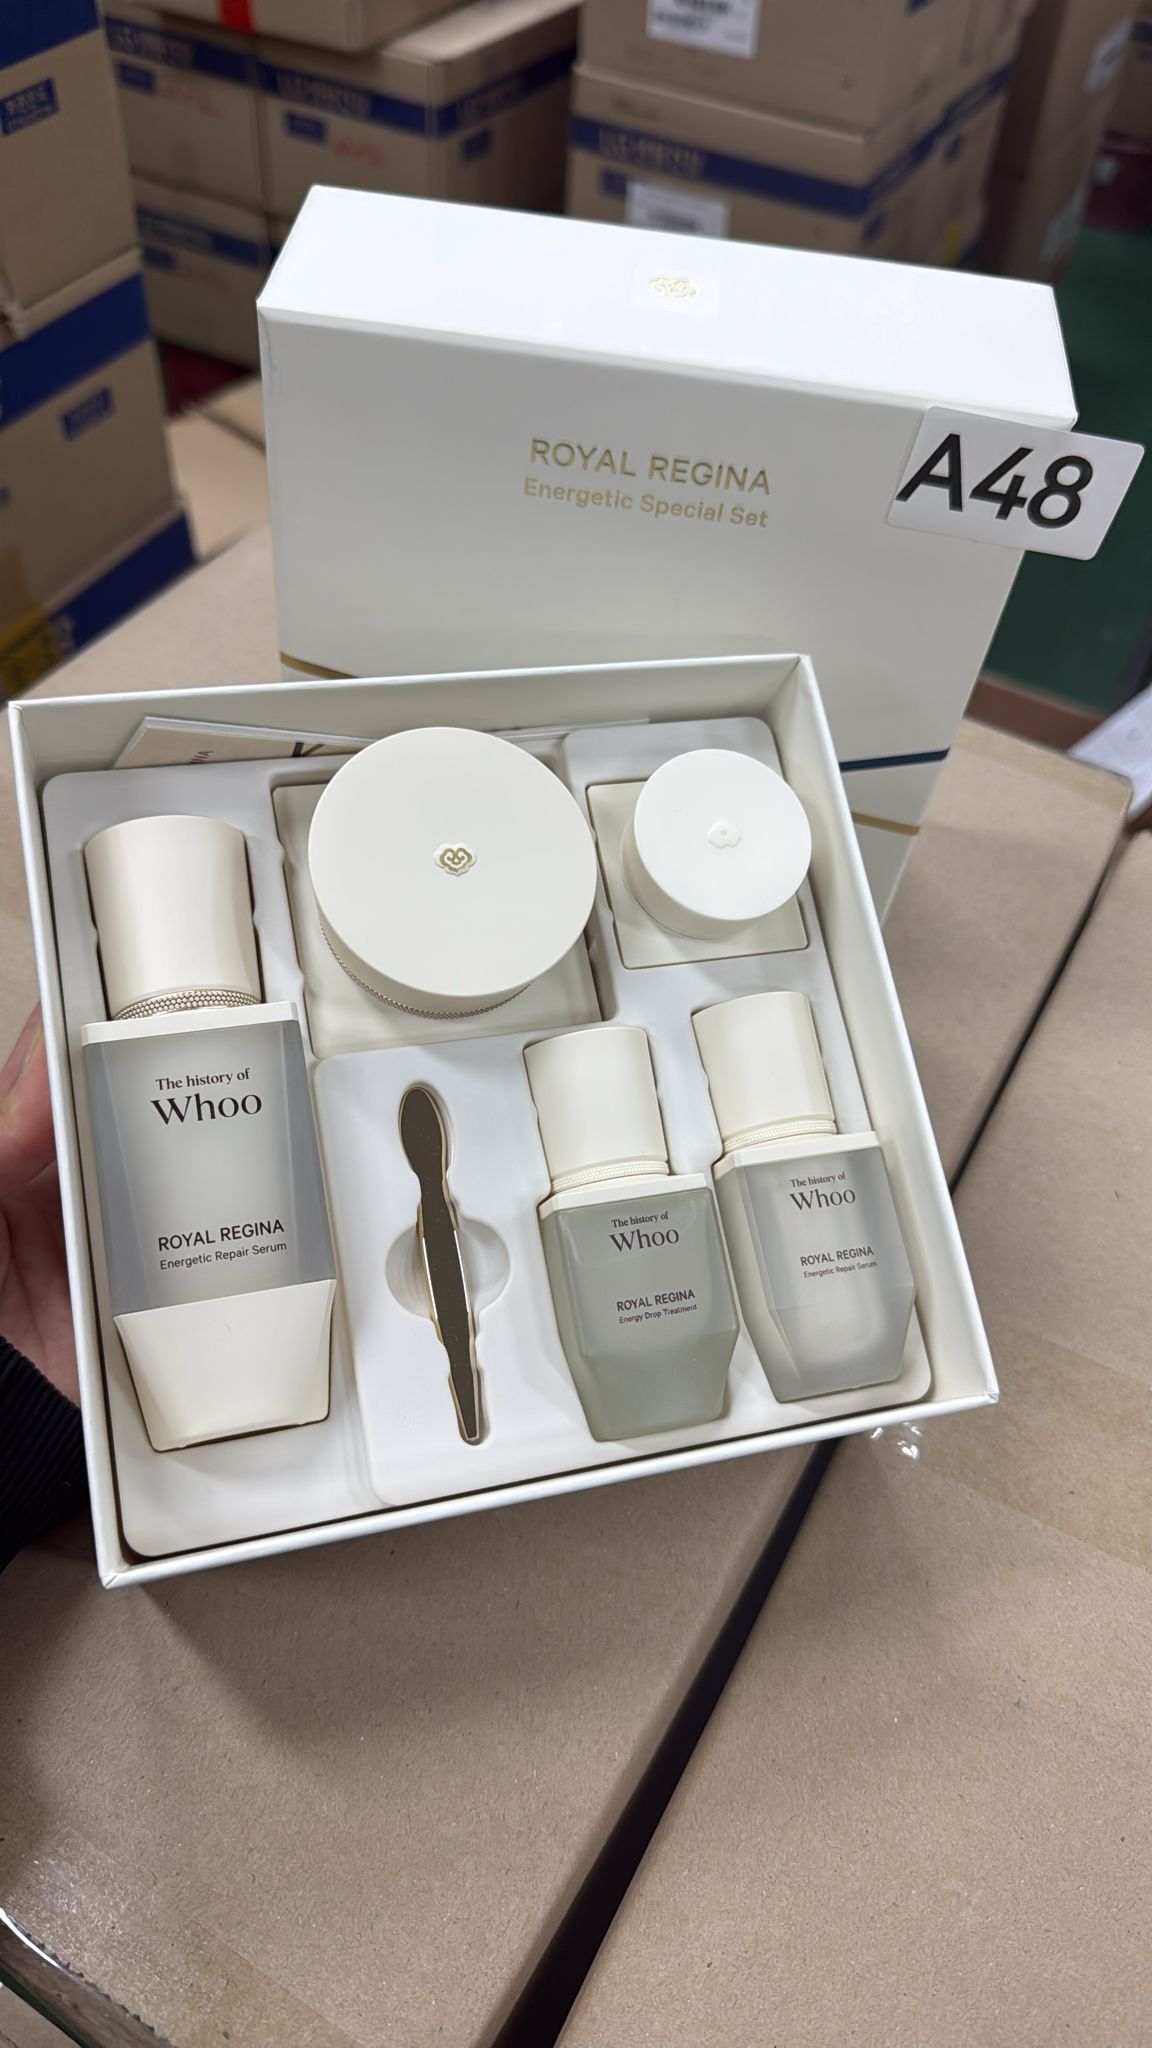 ROYAL REGINA
Energetic Special Set
A48
The history of
Whoo
ROYAL REGINA
Energetic Repair Serum
The history of
Whoo
ROYAL REGINA
Energy Drop Treatment
The history of
Whoo
ROYAL REGINA
Energetic Repair Serum